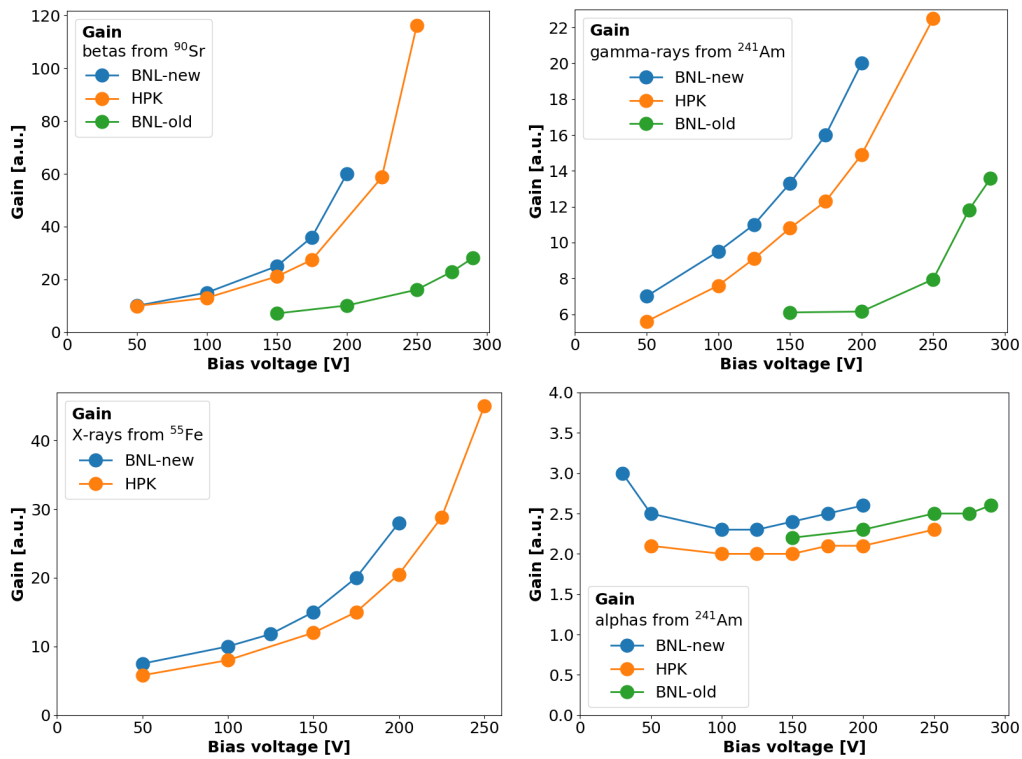 Gain
betas from ⁹⁰Sr
BNL-new
HPK
BNL-old
Gain [a.u.]
120
100
80
60
40
20
0
0 50 100 150 200 250 300
Bias voltage [V]
Gain
gamma-rays from ²⁴¹Am
BNL-new
HPK
BNL-old
Gain [a.u.]
22
20
18
16
14
12
10
8
6
0 50 100 150 200 250 300
Bias voltage [V]
Gain
X-rays from ⁵⁵Fe
BNL-new
HPK
Gain [a.u.]
40
30
20
10
0
0 50 100 150 200 250
Bias voltage [V]
Gain [a.u.]
4.0
3.5
3.0
2.5
2.0
1.5
1.0
0.5
0.0
Gain
alphas from ²⁴¹Am
BNL-new
HPK
BNL-old
0 50 100 150 200 250 300
Bias voltage [V]